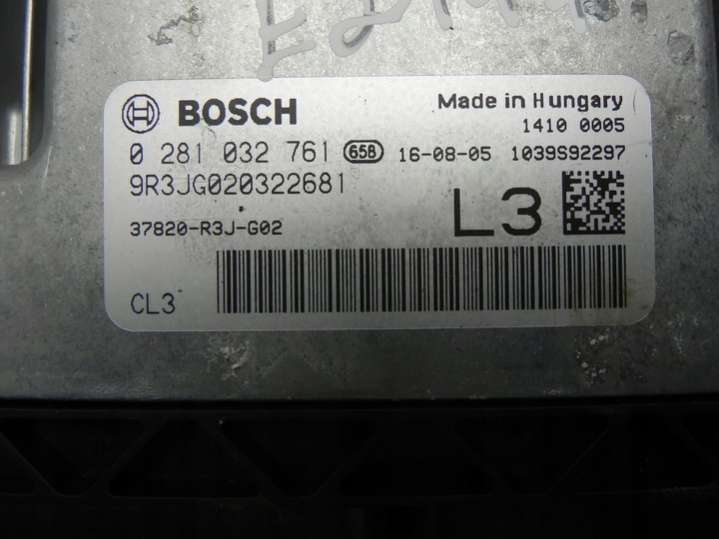 BOSCH
Made in Hungary
1410 0005
0 281 032 761 658 16-08-05 1039S92297
9R3JG020322681
37820-R3J-G02
L3
CL3